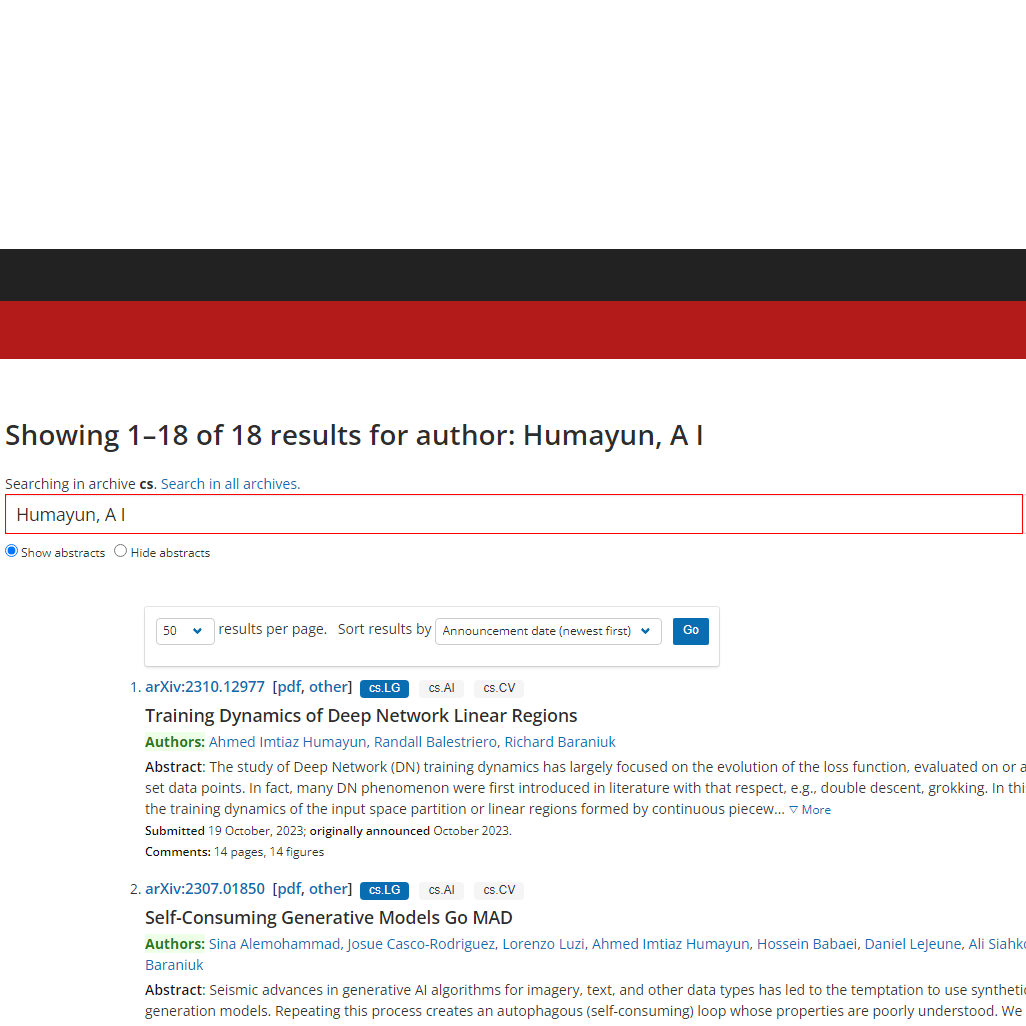 Showing 1–18 of 18 results for author: Humayun, A I
Searching in archive cs. Search in all archives.
Humayun, A I
Show abstracts Hide abstracts
50 results per page. Sort results by Announcement date (newest first) Go
1. arXiv:2310.12977 [pdf, other] cs.LG cs.AI cs.CV
Training Dynamics of Deep Network Linear Regions
Authors: Ahmed Imtiaz Humayun, Randall Balestriero, Richard Baraniuk
Abstract: The study of Deep Network (DN) training dynamics has largely focused on the evolution of the loss function, evaluated on or a
set data points. In fact, many DN phenomenon were first introduced in literature with that respect, e.g., double descent, grokking. In thi
the training dynamics of the input space partition or linear regions formed by continuous piecew... ▽ More
Submitted 19 October, 2023; originally announced October 2023.
Comments: 14 pages, 14 figures
2. arXiv:2307.01850 [pdf, other] cs.LG cs.AI cs.CV
Self-Consuming Generative Models Go MAD
Authors: Sina Alemohammad, Josue Casco-Rodriguez, Lorenzo Luzi, Ahmed Imtiaz Humayun, Hossein Babaei, Daniel LeJeune, Ali Siahko
Baraniuk
Abstract: Seismic advances in generative AI algorithms for imagery, text, and other data types has led to the temptation to use synthetic
generation models. Repeating this process creates an autophagous (self-consuming) loop whose properties are poorly understood. We